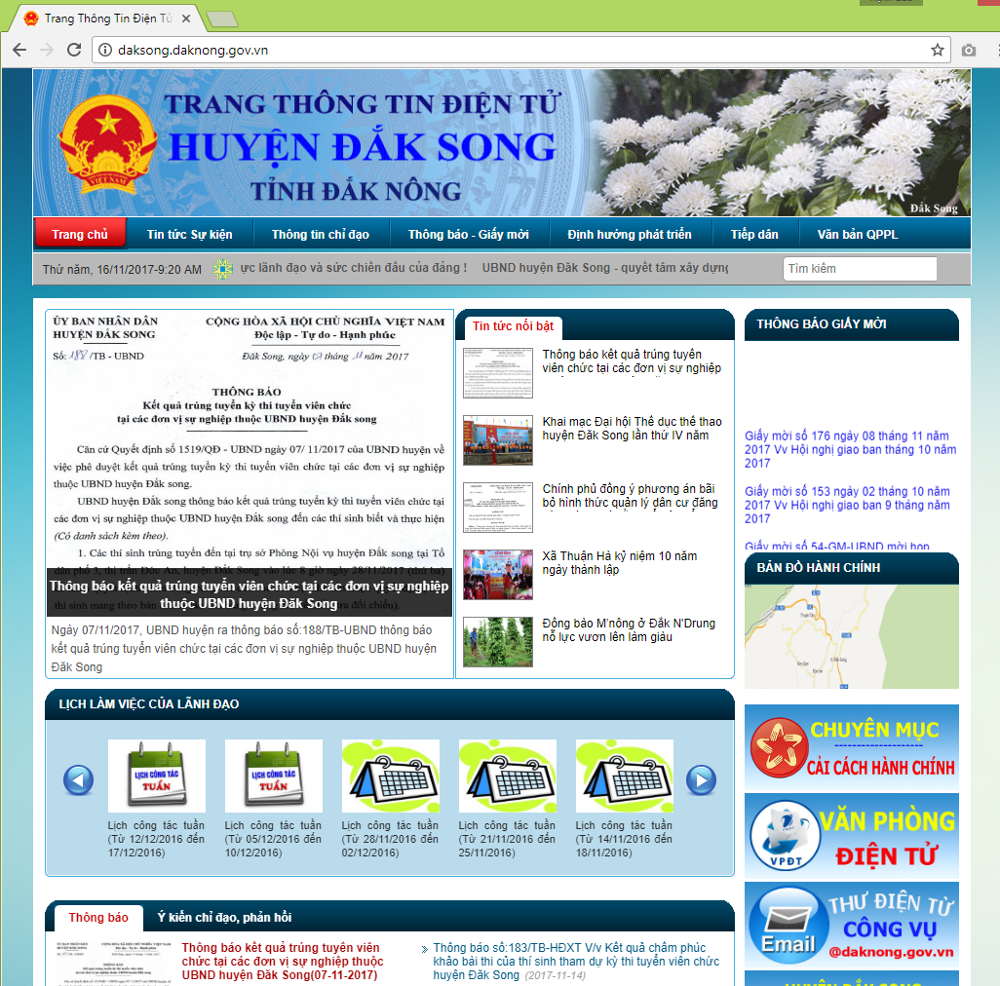 Trang Thông Tin Điện Tử
daksong.daknong.gov.vn
TRANG THÔNG TIN ĐIỆN TỬ
HUYỆN ĐẮK SONG
TỈNH ĐẮK NÔNG
VIỆT NAM
Đắk Song
Trang chủ
Tin tức Sự kiện
Thông tin chỉ đạo
Thông báo - Giấy mời
Định hướng phát triển
Tiếp dân
Văn bản QPPL
Thứ năm, 16/11/2017-9:20 AM
ực lãnh đạo và sức chiến đấu của đảng !
UBND huyện Đăk Song - quyết tâm xây dựng
Tìm kiếm
ỦY BAN NHÂN DÂN
HUYỆN ĐĂK SONG
CỘNG HÒA XÃ HỘI CHỦ NGHĨA VIỆT NAM
Độc lập - Tự do - Hạnh phúc
Số: 188 /TB - UBND
Đăk Song, ngày 07 tháng 11 năm 2017
THÔNG BÁO
Kết quả trúng tuyển kỳ thi tuyển viên chức
tại các đơn vị sự nghiệp thuộc UBND huyện Đăk song
Căn cứ Quyết định số 1519/QĐ - UBND ngày 07/ 11/2017 của UBND huyện về
việc phê duyệt kết quả trúng tuyển kỳ thi tuyển viên chức tại các đơn vị sự nghiệp
thuộc UBND huyện Đăk song.
UBND huyện Đăk song thông báo kết quả trúng tuyển kỳ thi tuyển viên chức tại
các đơn vị sự nghiệp thuộc UBND huyện Đăk song đến các thí sinh biết và thực hiện
(Có danh sách kèm theo).
1. Các thí sinh trúng tuyển đến tại trụ sở Phòng Nội vụ huyện Đăk song tại Tổ
dân phố 3, thị trấn Đức An, huyện Đăk Song vào lúc 8 giờ ngày 28/11/2017 (thứ ba)
Thông báo kết quả trúng tuyển viên chức tại các đơn vị sự nghiệp
thuộc UBND huyện Đăk Song
Ngày 07/11/2017, UBND huyện ra thông báo số:188/TB-UBND thông báo
kết quả trúng tuyển viên chức tại các đơn vị sự nghiệp thuộc UBND huyện
Đăk Song
Tin tức nổi bật
Thông báo kết quả trúng tuyển
viên chức tại các đơn vị sự nghiệp
Khai mạc Đại hội Thể dục thể thao
huyện Đăk Song lần thứ IV năm
Chính phủ đồng ý phương án bãi
bỏ hình thức quản lý dân cư đăng
Xã Thuận Hà kỷ niệm 10 năm
ngày thành lập
Đồng bào M'nông ở Đắk N'Drung
nỗ lực vươn lên làm giàu
THÔNG BÁO GIẤY MỜI
Giấy mời số 176 ngày 08 tháng 11 năm
2017 Vv Hội nghị giao ban tháng 10 năm
2017
Giấy mời số 153 ngày 02 tháng 10 năm
2017 Vv Hội nghị giao ban 9 tháng năm
2017
Giấy mời số 54-GM-UBND mời họp
BẢN ĐỒ HÀNH CHÍNH
LỊCH LÀM VIỆC CỦA LÃNH ĐẠO
LỊCH CÔNG TÁC
TUẦN
LỊCH CÔNG TÁC
TUẦN
Lịch công tác tuần
(Từ 12/12/2016 đến
17/12/2016)
Lịch công tác tuần
(Từ 05/12/2016 đến
10/12/2016)
Lịch công tác tuần
(Từ 28/11/2016 đến
02/12/2016)
Lịch công tác tuần
(Từ 21/11/2016 đến
25/11/2016)
Lịch công tác tuần
(Từ 14/11/2016 đến
18/11/2016)
CHUYÊN MỤC
CẢI CÁCH HÀNH CHÍNH
VĂN PHÒNG
ĐIỆN TỬ
VPĐT
THƯ ĐIỆN TỬ
CÔNG VỤ
Email
@daknong.gov.vn
Thông báo
Ý kiến chỉ đạo, phản hồi
Thông báo kết quả trúng tuyển viên
chức tại các đơn vị sự nghiệp thuộc
UBND huyện Đăk Song(07-11-2017)
Thông báo số:183/TB-HĐXT V/v Kết quả chấm phúc
khảo bài thi của thí sinh tham dự kỳ thi tuyển viên chức
huyện Đăk Song (2017-11-14)